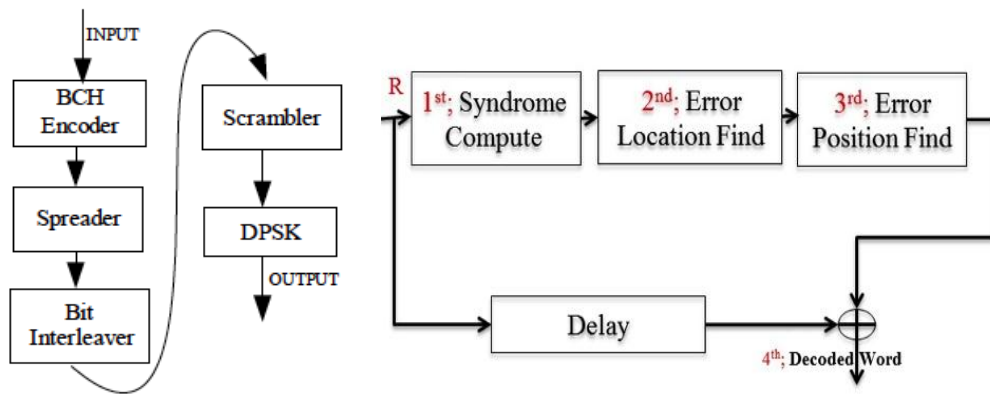 INPUT
BCH
Encoder
Spreader
Bit
Interleaver
Scrambler
DPSK
OUTPUT
R
1st; Syndrome
Compute
2nd; Error
Location Find
3rd; Error
Position Find
Delay
4th; Decoded Word